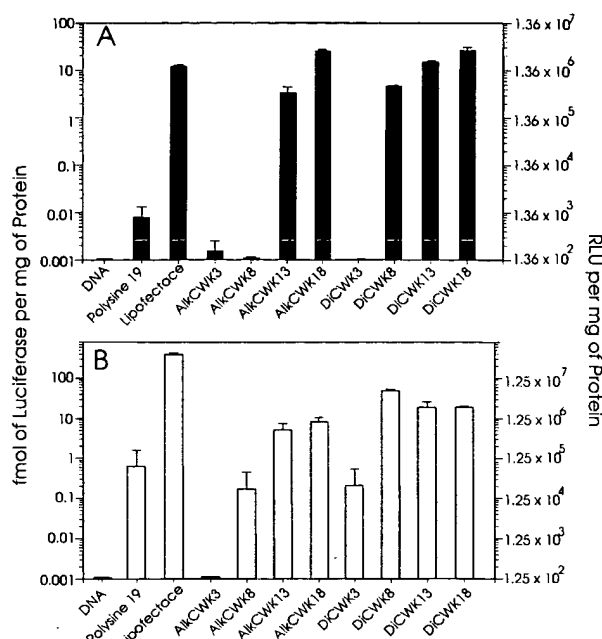 A
100
10
1
0.1
0.01
0.001
1.36 x 10^7
1.36 x 10^6
1.36 x 10^5
1.36 x 10^4
1.36 x 10^3
1.36 x 10^2
DNA
Polysine 19
Lipofectace
AlkCWK3
AlkCWK8
AlkCWK13
AlkCWK18
DiCWK3
DiCWK8
DiCWK13
DiCWK18
fmol of Luciferase per mg of Protein
RLU per mg of Protein
B
100
10
1
0.1
0.01
0.001
1.25 x 10^7
1.25 x 10^6
1.25 x 10^5
1.25 x 10^4
1.25 x 10^3
1.25 x 10^2
DNA
Polysine 19
Lipofectace
AlkCWK3
AlkCWK8
AlkCWK13
AlkCWK18
DiCWK3
DiCWK8
DiCWK13
DiCWK18